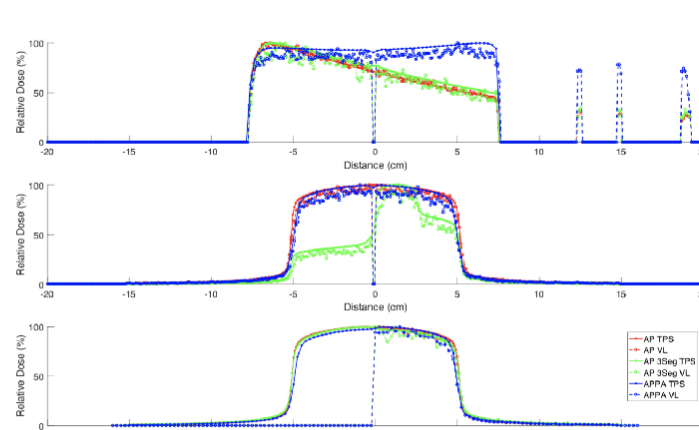 100
50
0
Relative Dose (%)
-20 -15 -10 -5 0 5 10 15
Distance (cm)
100
50
0
Relative Dose (%)
-20 -15 -10 -5 0 5 10 15
Distance (cm)
100
50
0
Relative Dose (%)
AP TPS
AP VL
AP 3Seg TPS
AP 3Seg VL
APPA TPS
APPA VL